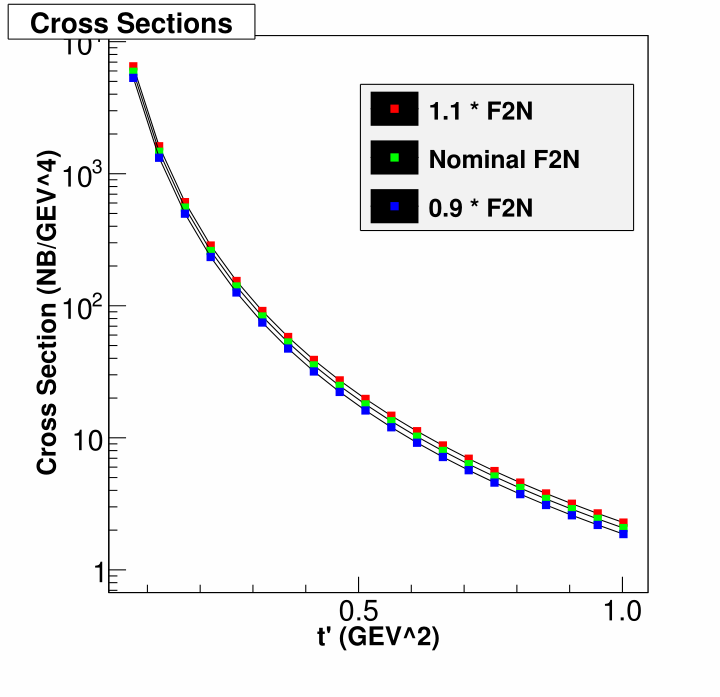 Cross Sections
1.1 * F2N
Nominal F2N
0.9 * F2N
Cross Section (NB/GEV^4)
10³
10²
10
1
0.5
1.0
t' (GEV^2)